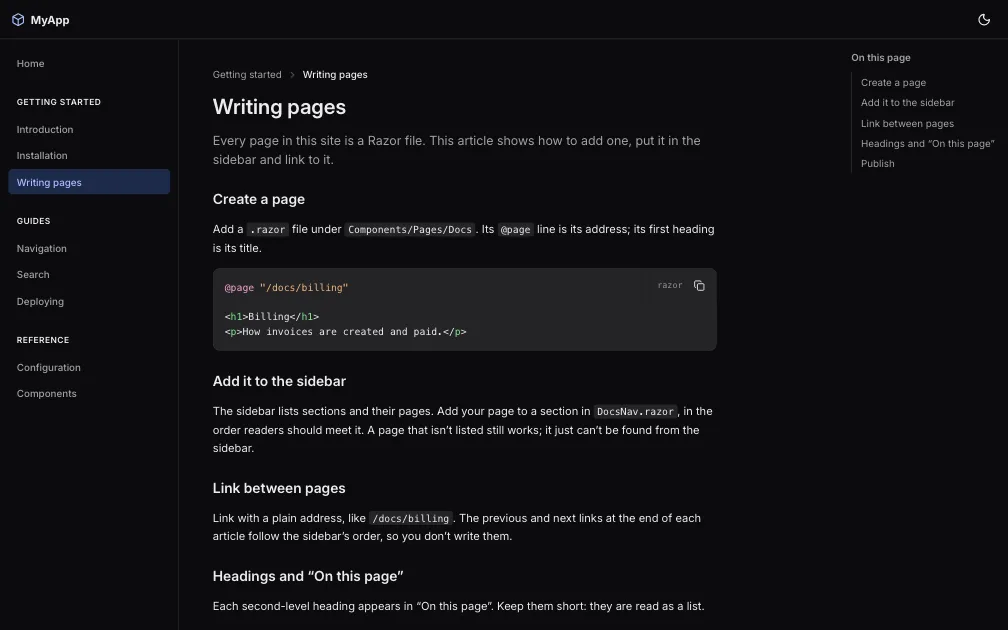 MyApp
Home
GETTING STARTED
Introduction
Installation
Writing pages
GUIDES
Navigation
Search
Deploying
REFERENCE
Configuration
Components
Getting started > Writing pages
Writing pages
Every page in this site is a Razor file. This article shows how to add one, put it in the
sidebar and link to it.
Create a page
Add a .razor file under Components/Pages/Docs. Its @page line is its address; its first heading
is its title.
razor
@page "/docs/billing"
<h1>Billing</h1>
<p>How invoices are created and paid.</p>
Add it to the sidebar
The sidebar lists sections and their pages. Add your page to a section in DocsNav.razor, in the
order readers should meet it. A page that isn’t listed still works; it just can’t be found from the
sidebar.
Link between pages
Link with a plain address, like /docs/billing. The previous and next links at the end of each
article follow the sidebar’s order, so you don’t write them.
Headings and “On this page”
Each second-level heading appears in “On this page”. Keep them short: they are read as a list.
On this page
Create a page
Add it to the sidebar
Link between pages
Headings and “On this page”
Publish